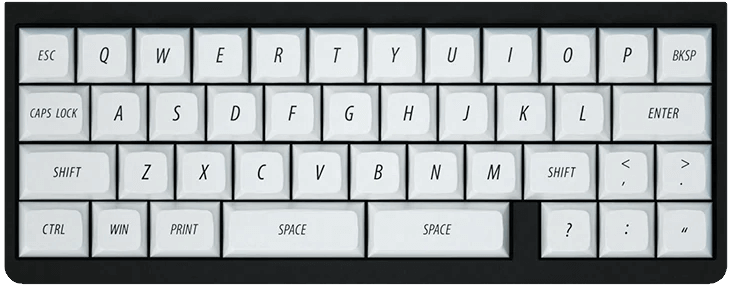 ESC Q W E R T Y U I O P BKSP
CAPS LOCK A S D F G H J K L ENTER
SHIFT Z X C V B N M SHIFT < >
, .
CTRL WIN PRINT SPACE SPACE ? : “